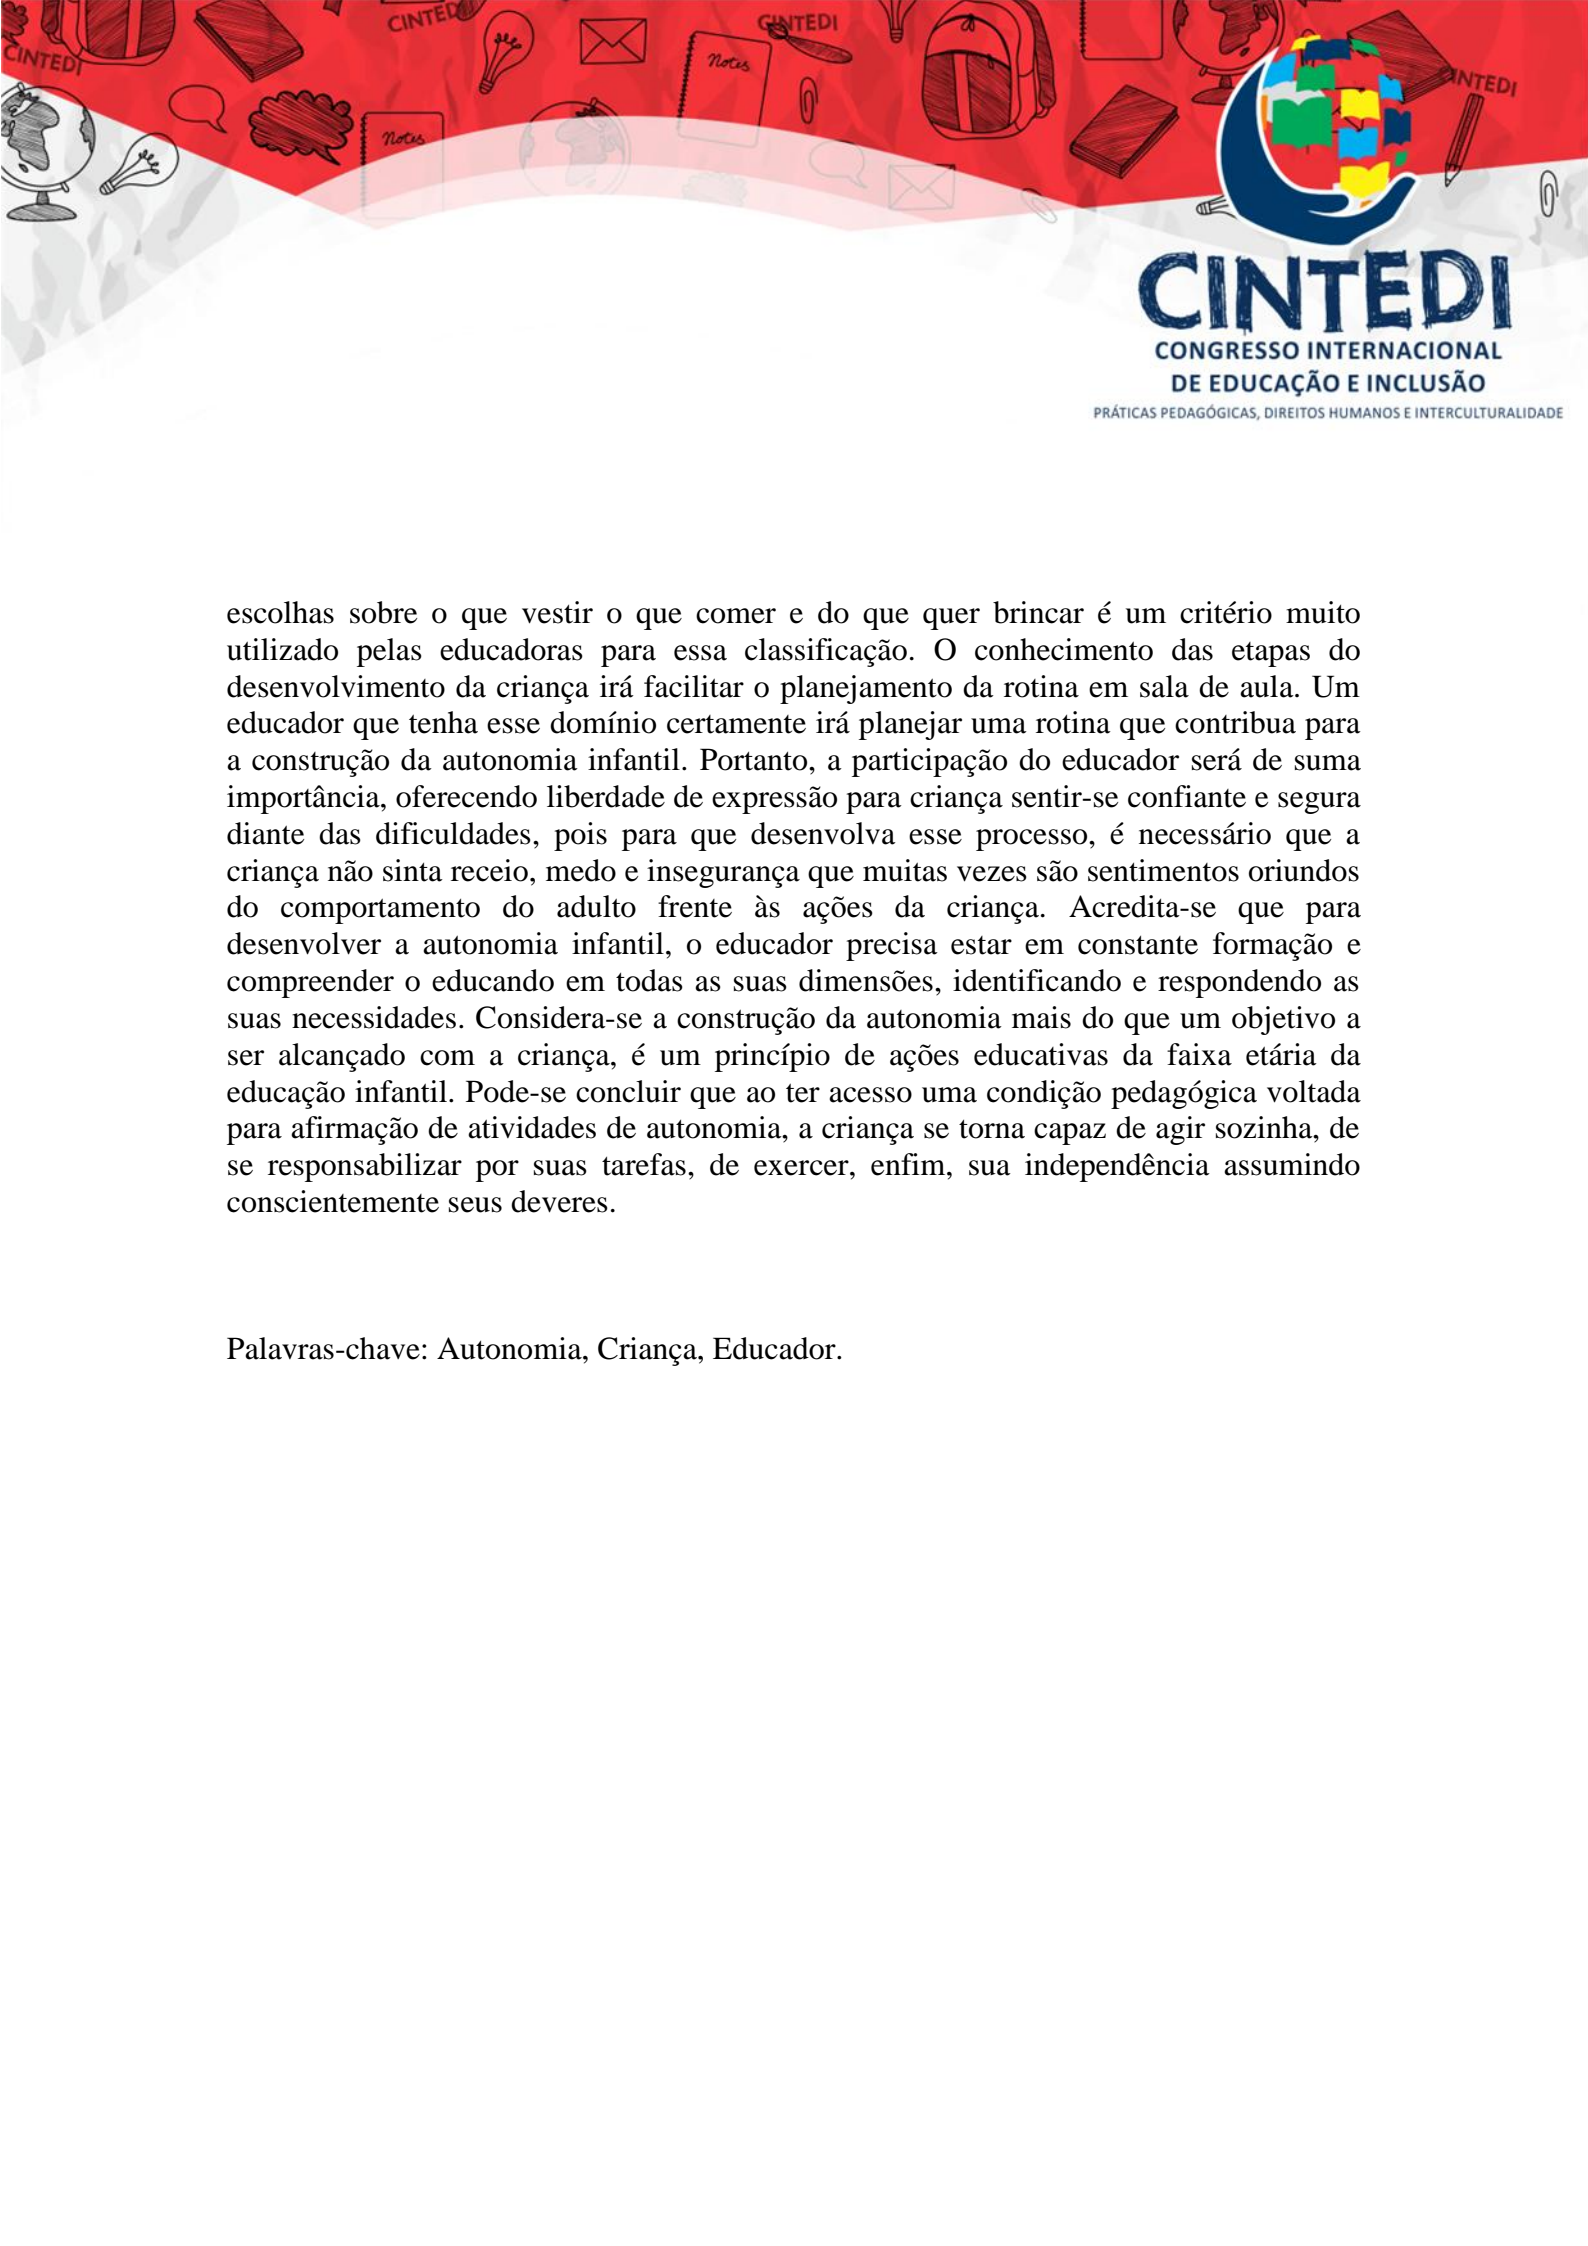 CINTEDI
CINTEDI
CINTEDI
Notes
Notes
CINTEDI
CONGRESSO INTERNACIONAL
DE EDUCAÇÃO E INCLUSÃO
PRÁTICAS PEDAGÓGICAS, DIREITOS HUMANOS E INTERCULTURALIDADE
escolhas sobre o que vestir o que comer e do que quer brincar é um critério muito
utilizado pelas educadoras para essa classificação. O conhecimento das etapas do
desenvolvimento da criança irá facilitar o planejamento da rotina em sala de aula. Um
educador que tenha esse domínio certamente irá planejar uma rotina que contribua para
a construção da autonomia infantil. Portanto, a participação do educador será de suma
importância, oferecendo liberdade de expressão para criança sentir-se confiante e segura
diante das dificuldades, pois para que desenvolva esse processo, é necessário que a
criança não sinta receio, medo e insegurança que muitas vezes são sentimentos oriundos
do comportamento do adulto frente às ações da criança. Acredita-se que para
desenvolver a autonomia infantil, o educador precisa estar em constante formação e
compreender o educando em todas as suas dimensões, identificando e respondendo as
suas necessidades. Considera-se a construção da autonomia mais do que um objetivo a
ser alcançado com a criança, é um princípio de ações educativas da faixa etária da
educação infantil. Pode-se concluir que ao ter acesso uma condição pedagógica voltada
para afirmação de atividades de autonomia, a criança se torna capaz de agir sozinha, de
se responsabilizar por suas tarefas, de exercer, enfim, sua independência assumindo
conscientemente seus deveres.
Palavras-chave: Autonomia, Criança, Educador.